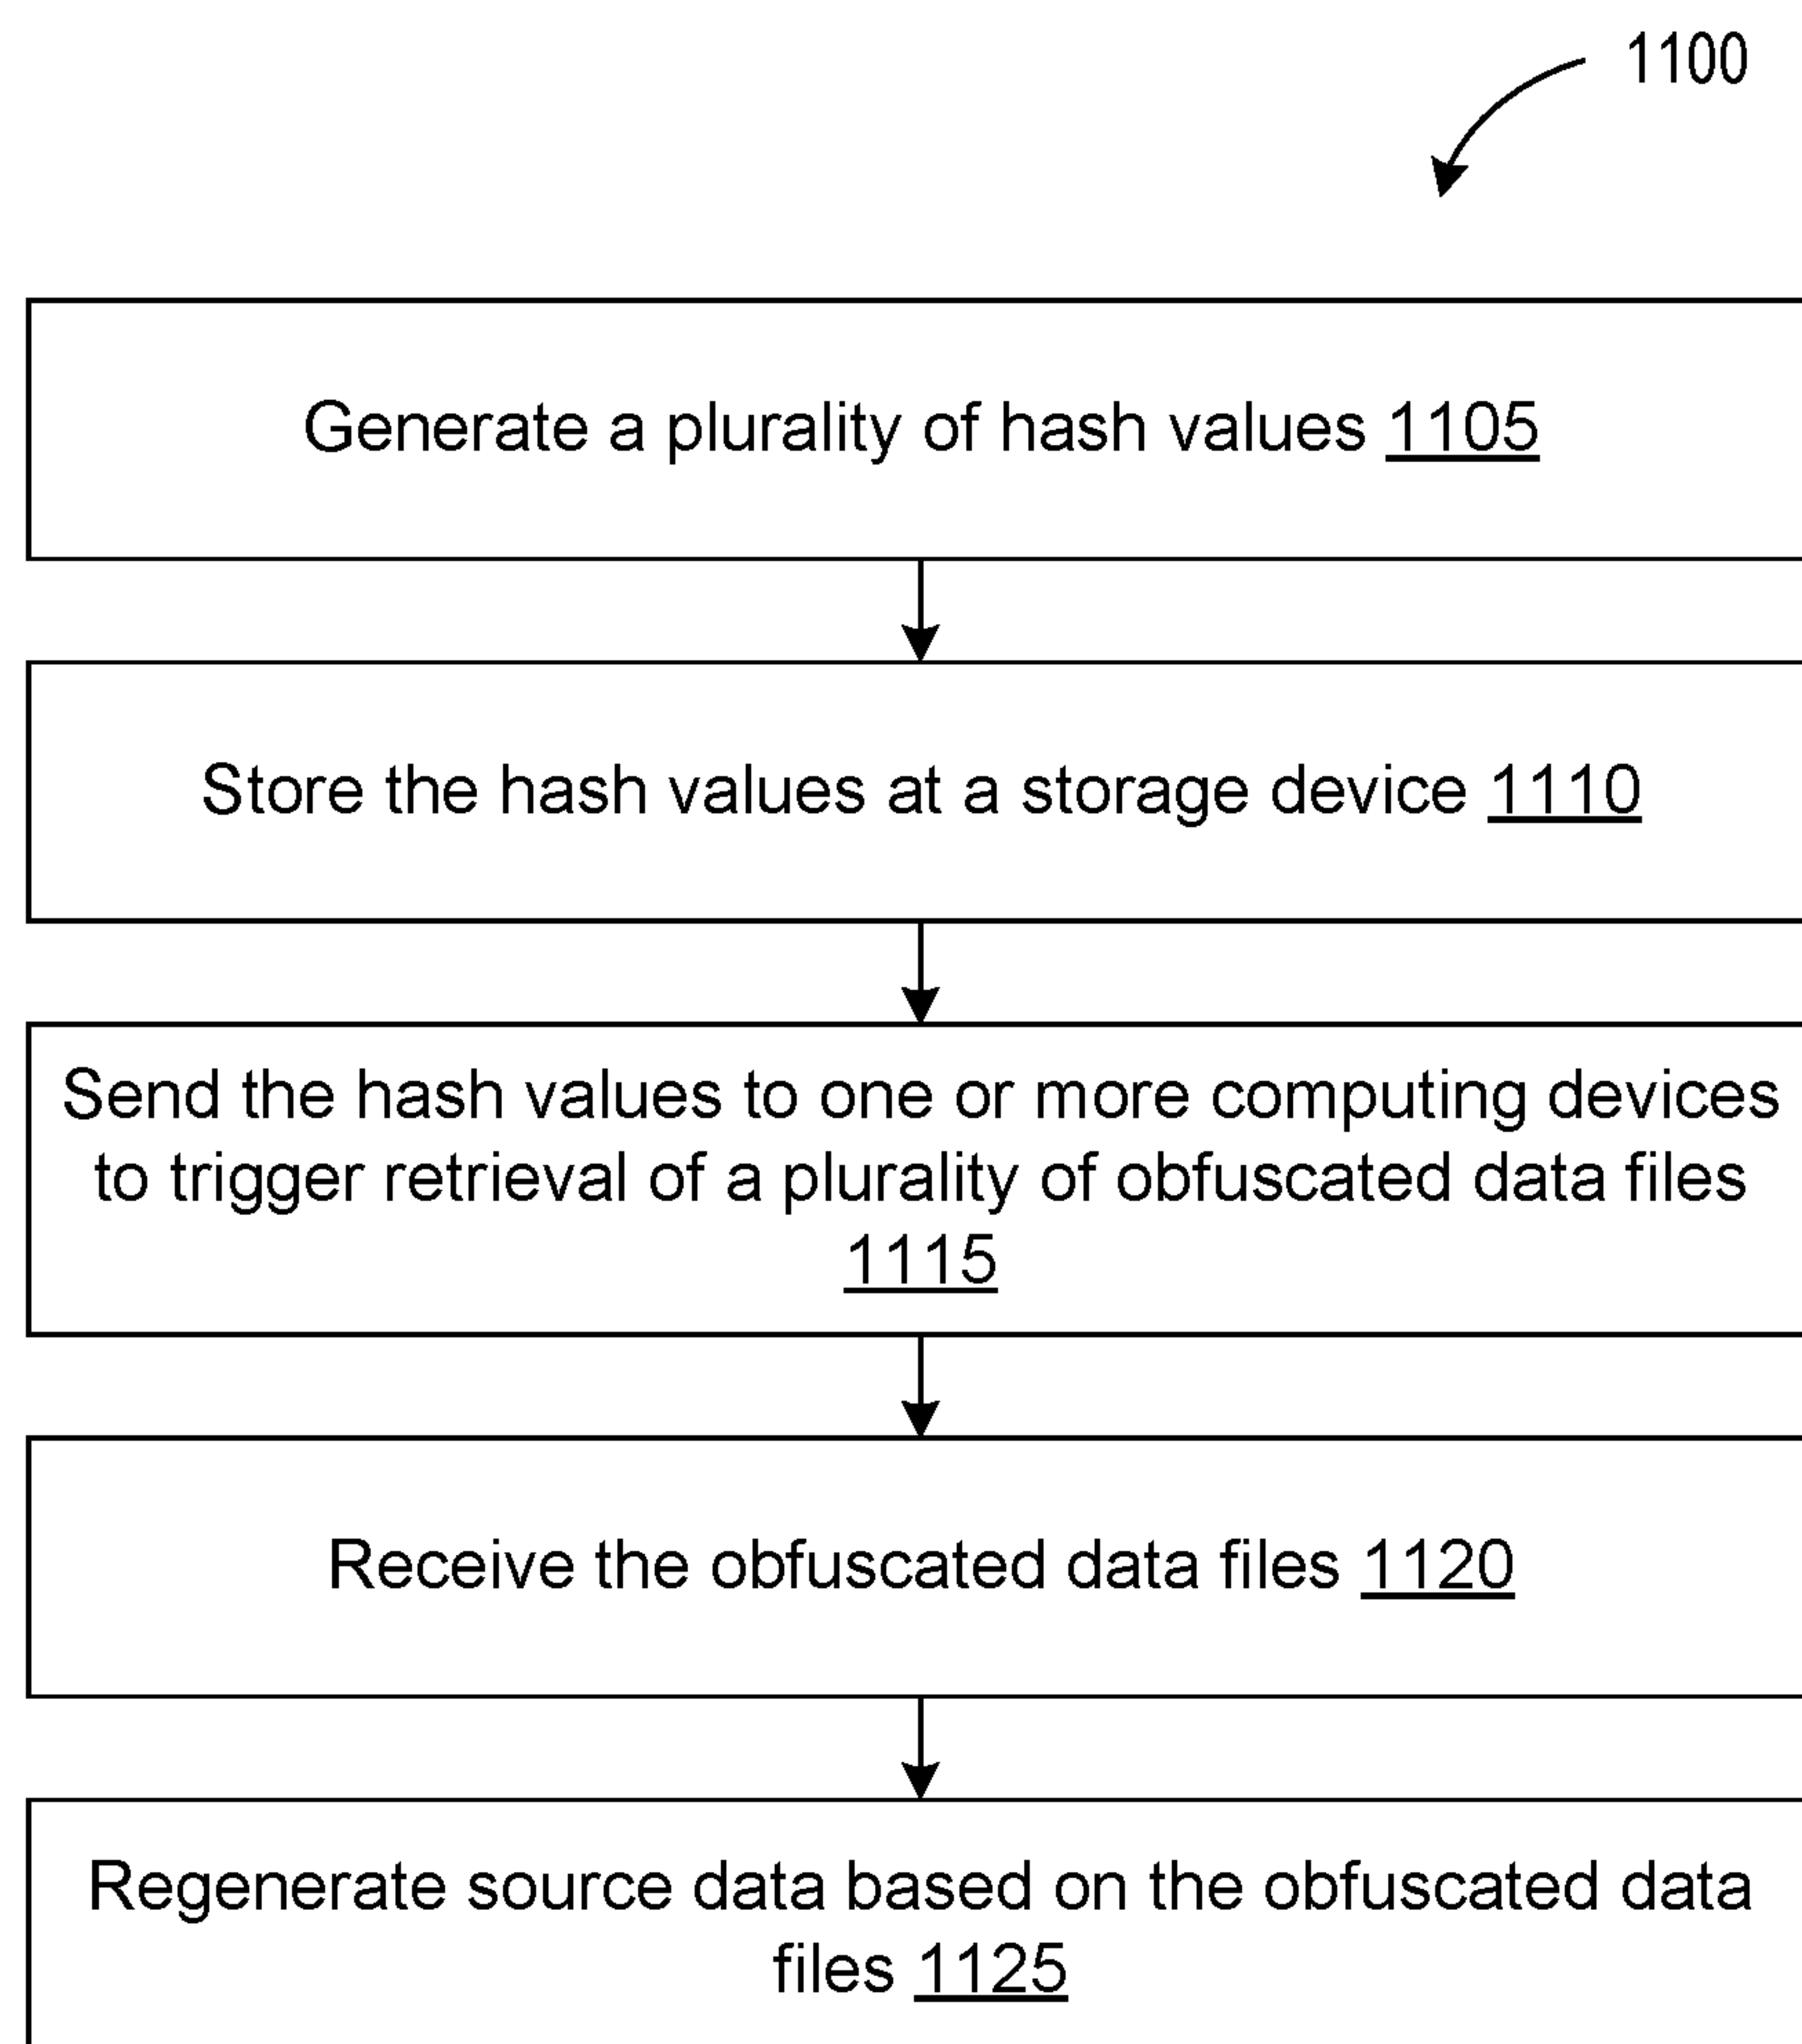 1100
Generate a plurality of hash values 1105
Store the hash values at a storage device 1110
Send the hash values to one or more computing devices
to trigger retrieval of a plurality of obfuscated data files
1115
Receive the obfuscated data files 1120
Regenerate source data based on the obfuscated data
files 1125